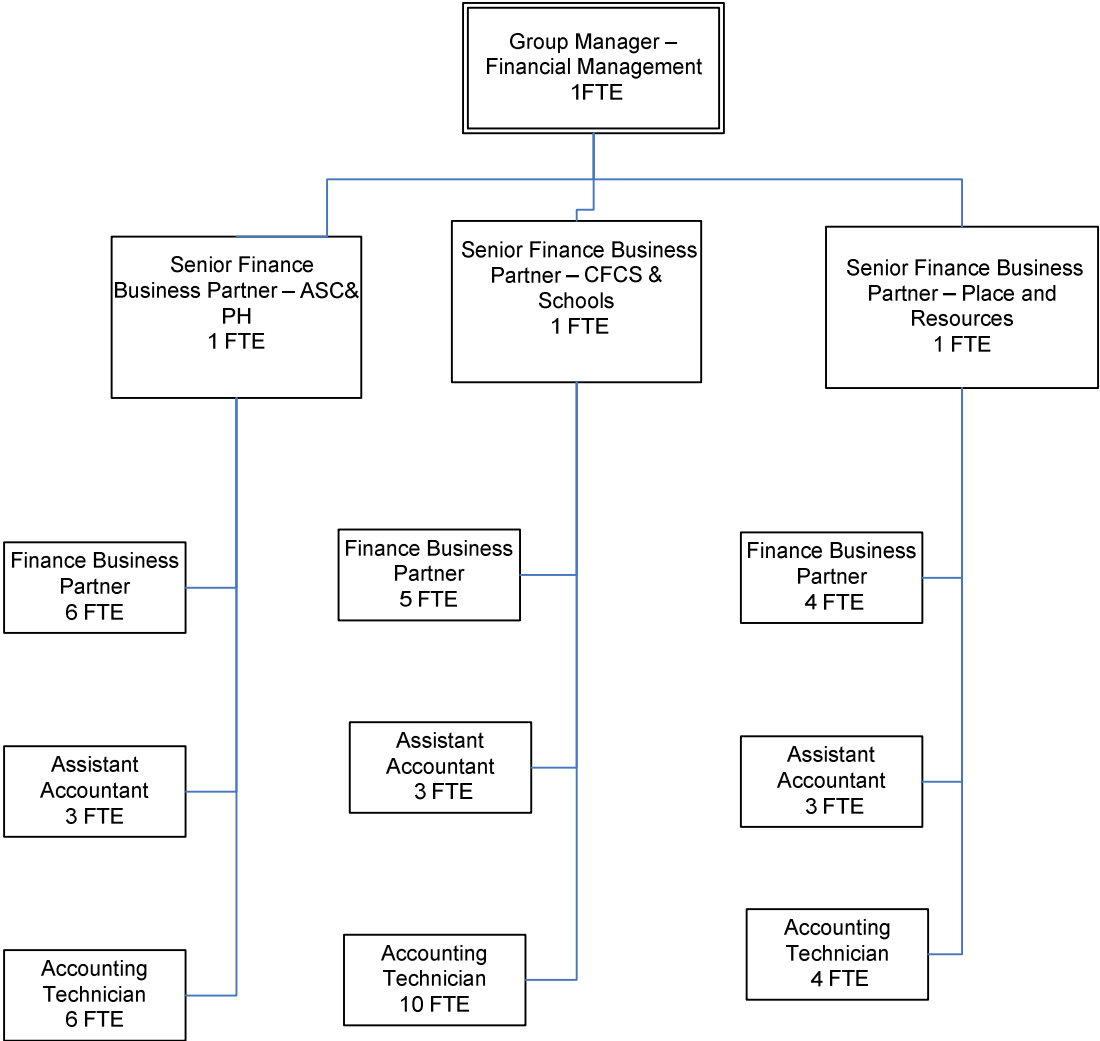 Group Manager –
Financial Management
1FTE
Senior Finance
Business Partner – ASC&
PH
1 FTE
Senior Finance Business
Partner – CFCS &
Schools
1 FTE
Senior Finance Business
Partner – Place and
Resources
1 FTE
Finance Business
Partner
6 FTE
Finance Business
Partner
5 FTE
Finance Business
Partner
4 FTE
Assistant
Accountant
3 FTE
Assistant
Accountant
3 FTE
Assistant
Accountant
3 FTE
Accounting
Technician
6 FTE
Accounting
Technician
10 FTE
Accounting
Technician
4 FTE